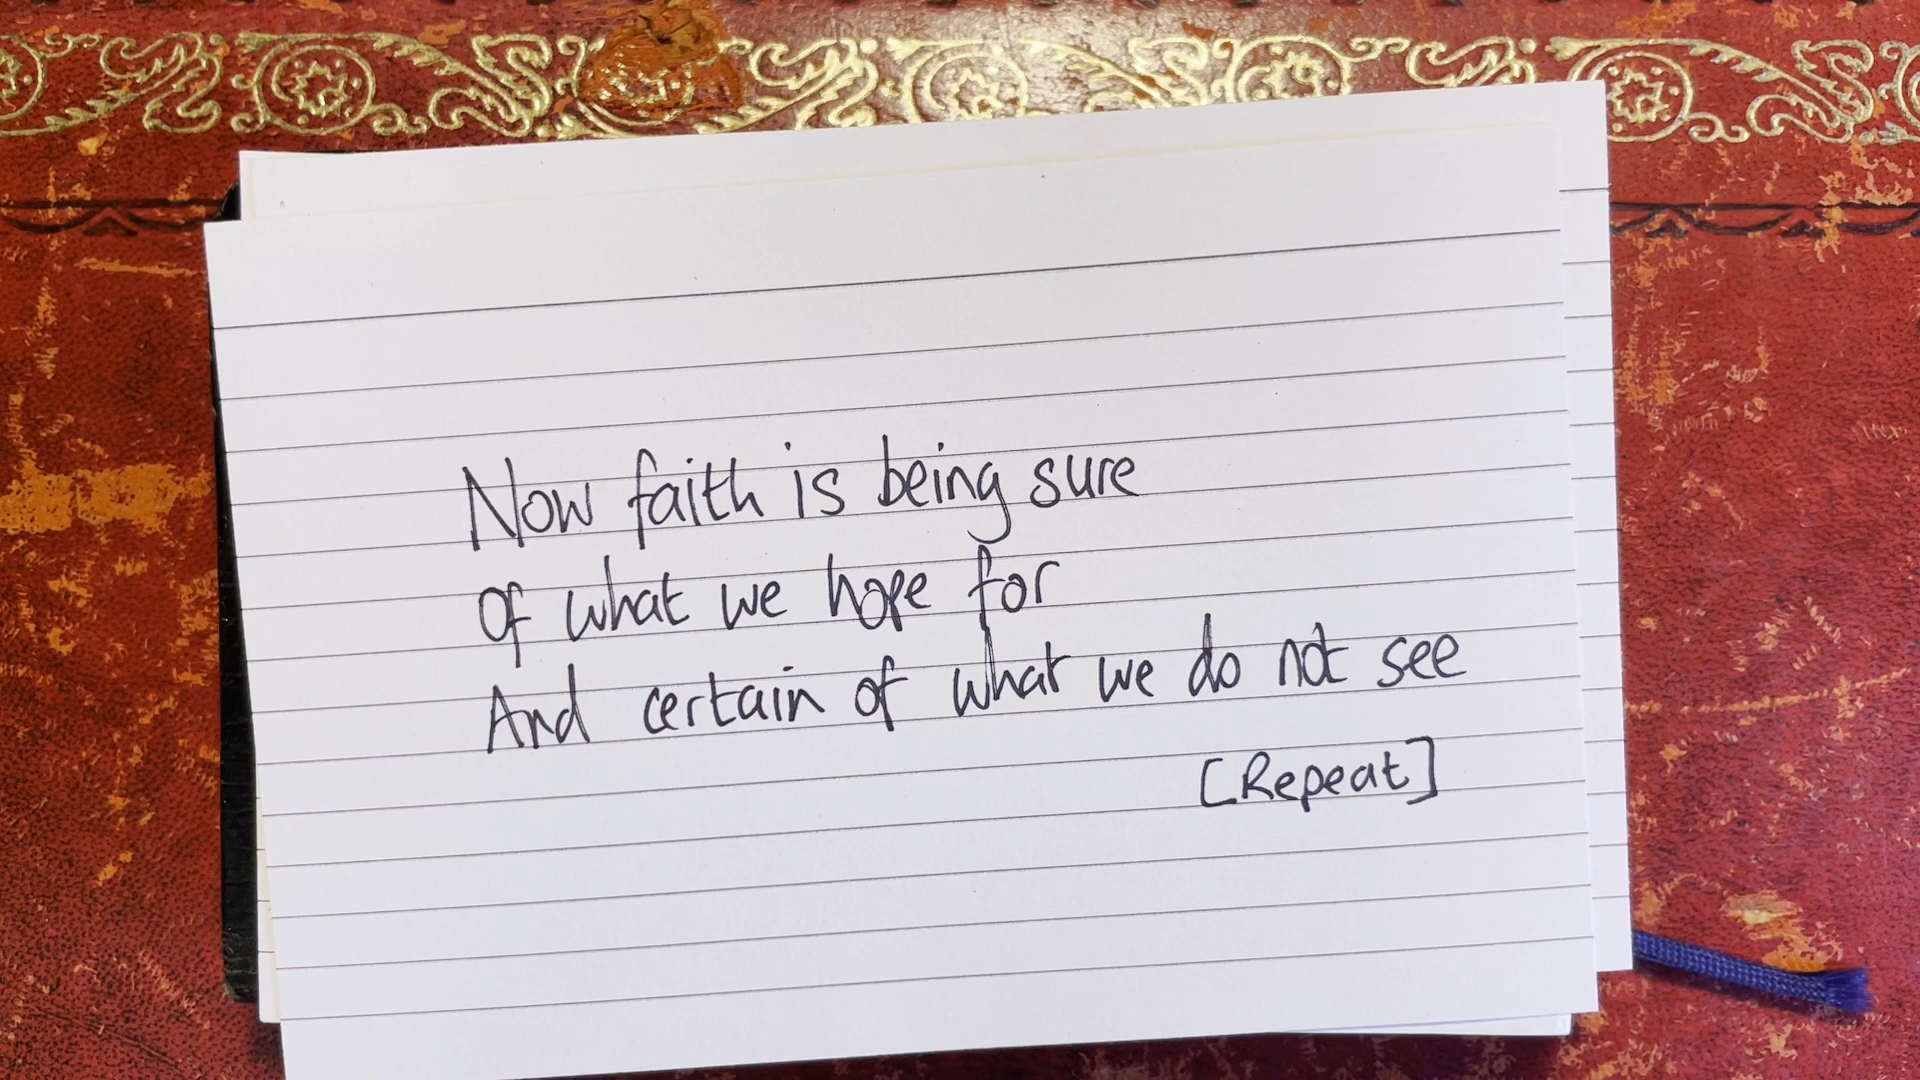 Now faith is being sure
of what we hope for
And certain of what we do not see
[Repeat]